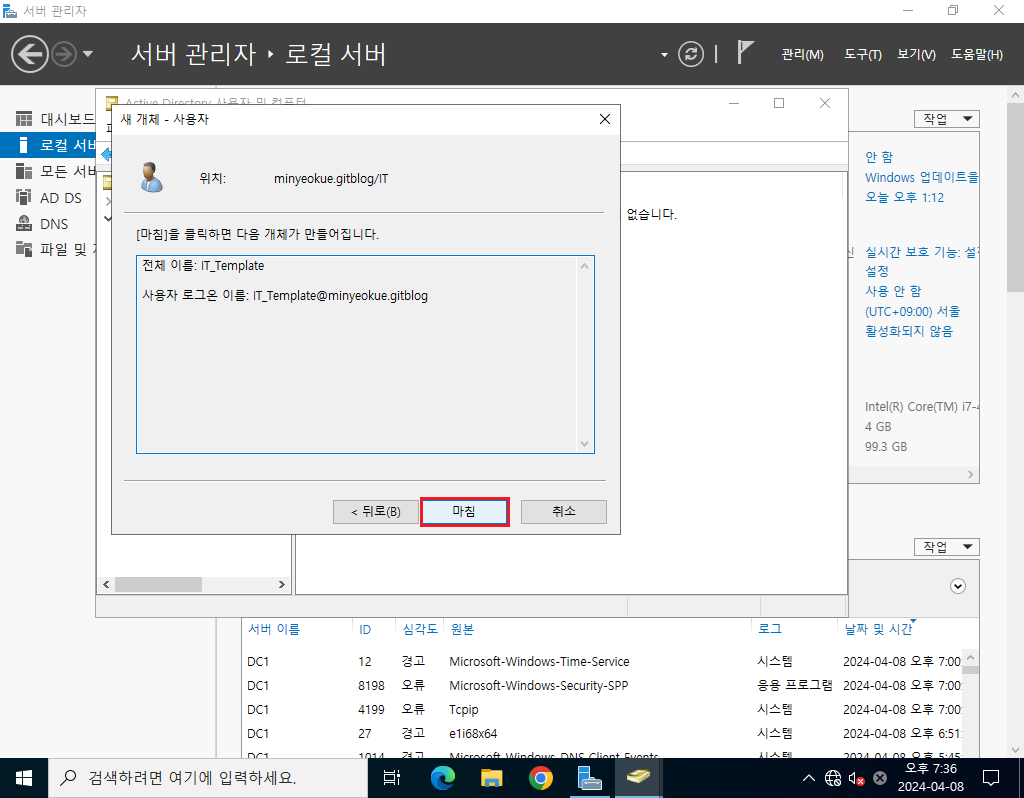 서버 관리자
서버 관리자 ‣ 로컬 서버
관리(M) 도구(T) 보기(V) 도움말(H)
대시보드
로컬 서버
모든 서버
AD DS
DNS
파일 및
Active Directory 사용자 및 컴퓨터
새 개체 - 사용자
위치: minyeokue.gitblog/IT
[마침]을 클릭하면 다음 개체가 만들어집니다.
전체 이름: IT_Template
사용자 로그온 이름: IT_Template@minyeokue.gitblog
< 뒤로(B) 마침 취소
없습니다.
작업
안 함
Windows 업데이트을
오늘 오후 1:12
실시간 보호 기능: 설정
설정
사용 안 함
(UTC+09:00) 서울
활성화되지 않음
Intel(R) Core(TM) i7-4
4 GB
99.3 GB
작업
서버 이름 ID 심각도 원본 로그 날짜 및 시간
DC1 12 경고 Microsoft-Windows-Time-Service 시스템 2024-04-08 오후 7:00:
DC1 8198 오류 Microsoft-Windows-Security-SPP 응용 프로그램 2024-04-08 오후 7:00:
DC1 4199 오류 Tcpip 시스템 2024-04-08 오후 7:00:
DC1 27 경고 e1i68x64 시스템 2024-04-08 오후 6:51:
DC1 1014 경고 Microsoft-Windows-DNS Client Events 시스템 2024-04-08 오후 5:45:
검색하려면 여기에 입력하세요.
오후 7:36
2024-04-08